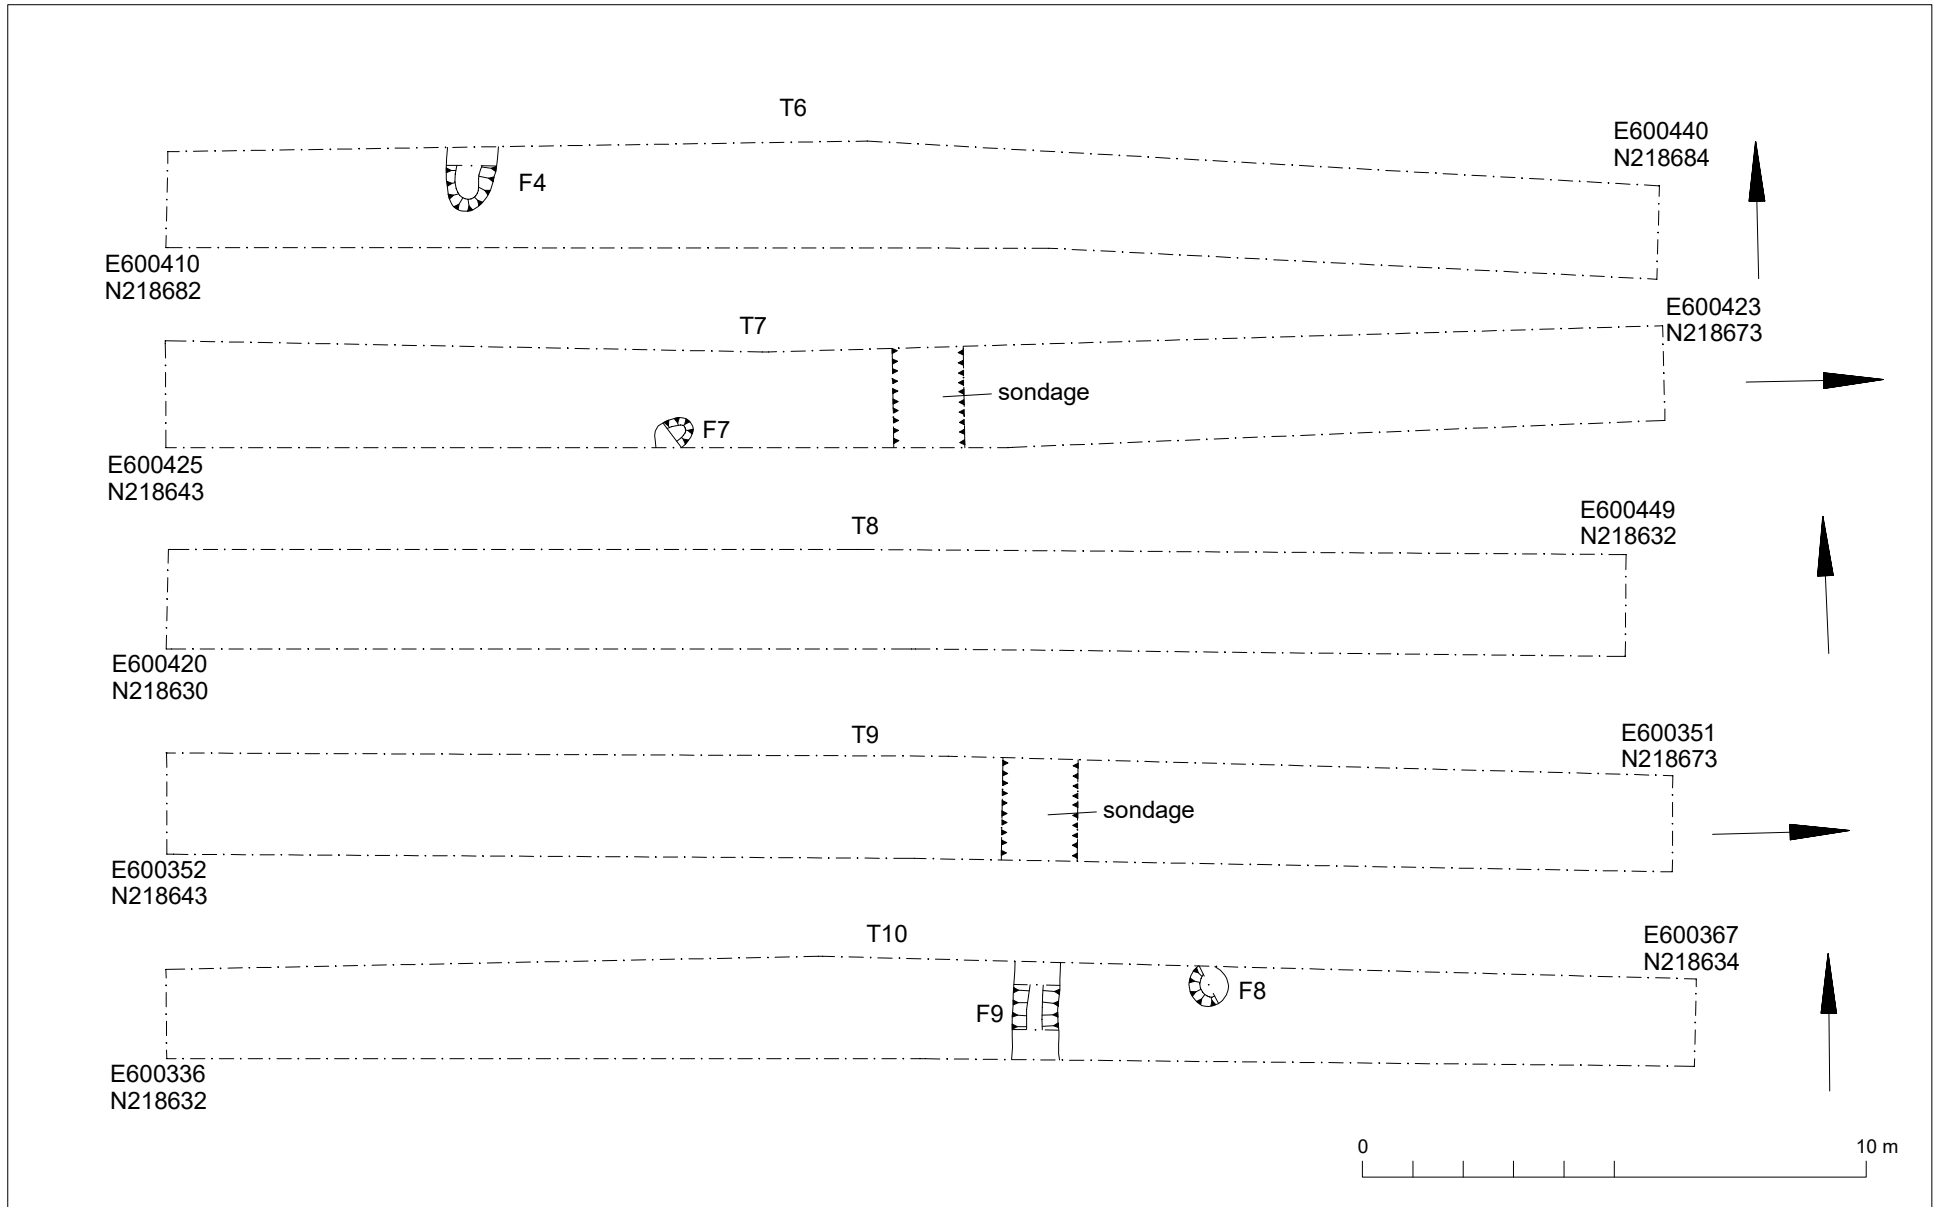 T6
E600440
N218684
F4
E600410
N218682
E600423
N218673
T7
sondage
F7
E600425
N218643
E600449
N218632
T8
E600420
N218630
E600351
N218673
T9
sondage
E600352
N218643
E600367
N218634
T10
F8
F9
E600336
N218632
0 10 m